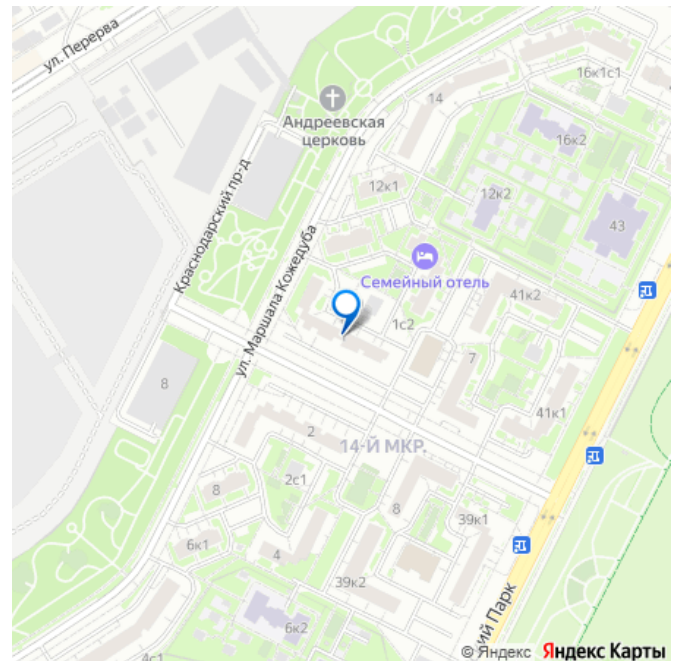 ул. Перерва
16к1с1
14
Андреевская
церковь
16к2
12к1
12к2
43
Краснодарский пр-д
ул. Маршала Кожедуба
Семейный отель
41к2
1с2
7
8
41к1
2
14-Й МКР.
2с1
8
8
39к1
6к1
4
39к2
ий Парк
6к2
4с1
© Яндекс Яндекс Карты